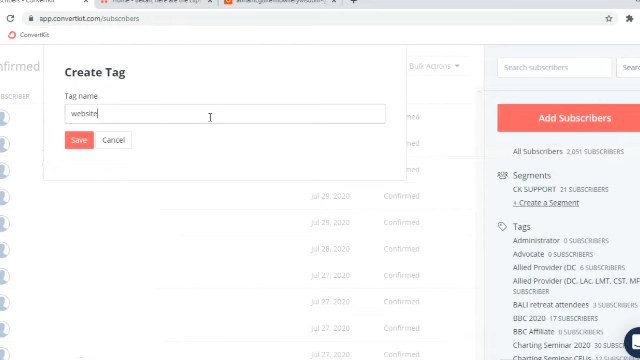 app.convertkit.com/subscribers
ConvertKit
Create Tag
Tag name
website
Save Cancel
Bulk Actions
Search subscribers
Add Subscribers
All Subscribers 2,051 SUBSCRIBERS
Segments
CK SUPPORT 21 SUBSCRIBERS
» Create a Segment
Tags
Administrator 0 SUBSCRIBERS
Advocate 0 SUBSCRIBERS
Allied Provider (DC 6 SUBSCRIBERS
Allied Provider (DC, LAc, LMT, CST, MF
SUBSCRIBER
BALI retreat attendees 3 SUBSCRIBERS
BBC 2020 17 SUBSCRIBERS
BBC Affiliate 0 SUBSCRIBERS
Charting Seminar 2020 30 SUBSCRIBERS
Confirmed
Jul 29, 2020 Confirmed
Jul 29, 2020 Confirmed
Jul 28, 2020 Confirmed
Jul 27, 2020 Confirmed
Jul 27, 2020 Confirmed
Jul 27, 2020 Confirmed